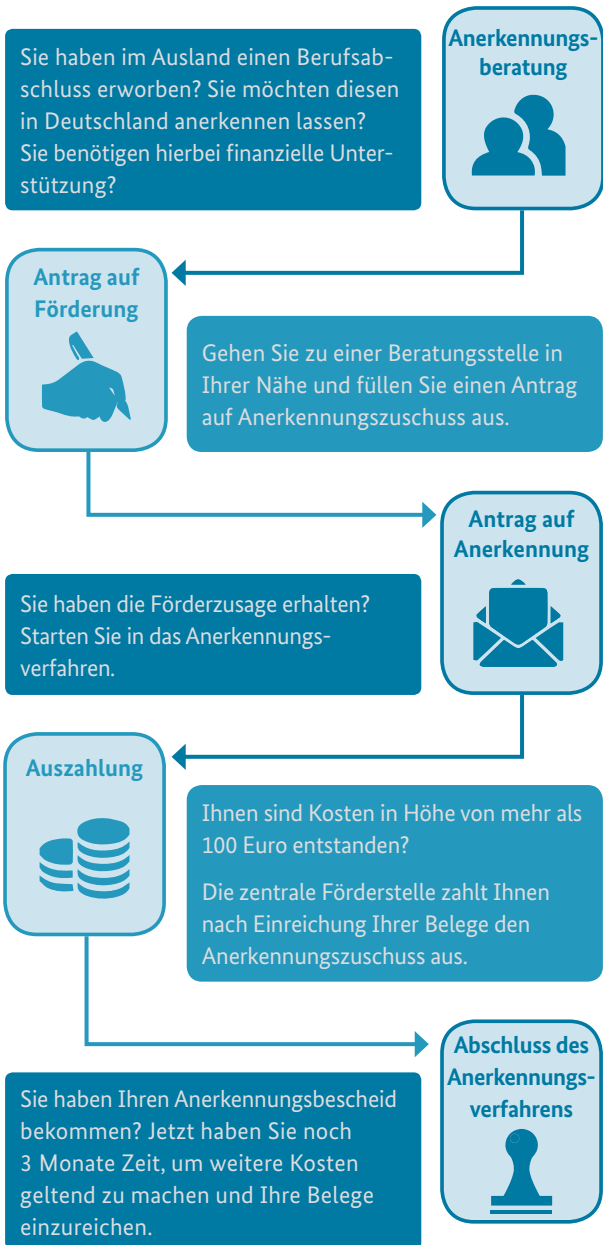 Sie haben im Ausland einen Berufsab-
schluss erworben? Sie möchten diesen
in Deutschland anerkennen lassen?
Sie benötigen hierbei finanzielle Unter-
stützung?
Anerkennungs-
beratung
Antrag auf
Förderung
Gehen Sie zu einer Beratungsstelle in
Ihrer Nähe und füllen Sie einen Antrag
auf Anerkennungszuschuss aus.
Antrag auf
Anerkennung
Sie haben die Förderzusage erhalten?
Starten Sie in das Anerkennungs-
verfahren.
Auszahlung
Ihnen sind Kosten in Höhe von mehr als
100 Euro entstanden?
Die zentrale Förderstelle zahlt Ihnen
nach Einreichung Ihrer Belege den
Anerkennungszuschuss aus.
Abschluss des
Anerkennungs-
verfahrens
Sie haben Ihren Anerkennungsbescheid
bekommen? Jetzt haben Sie noch
3 Monate Zeit, um weitere Kosten
geltend zu machen und Ihre Belege
einzureichen.